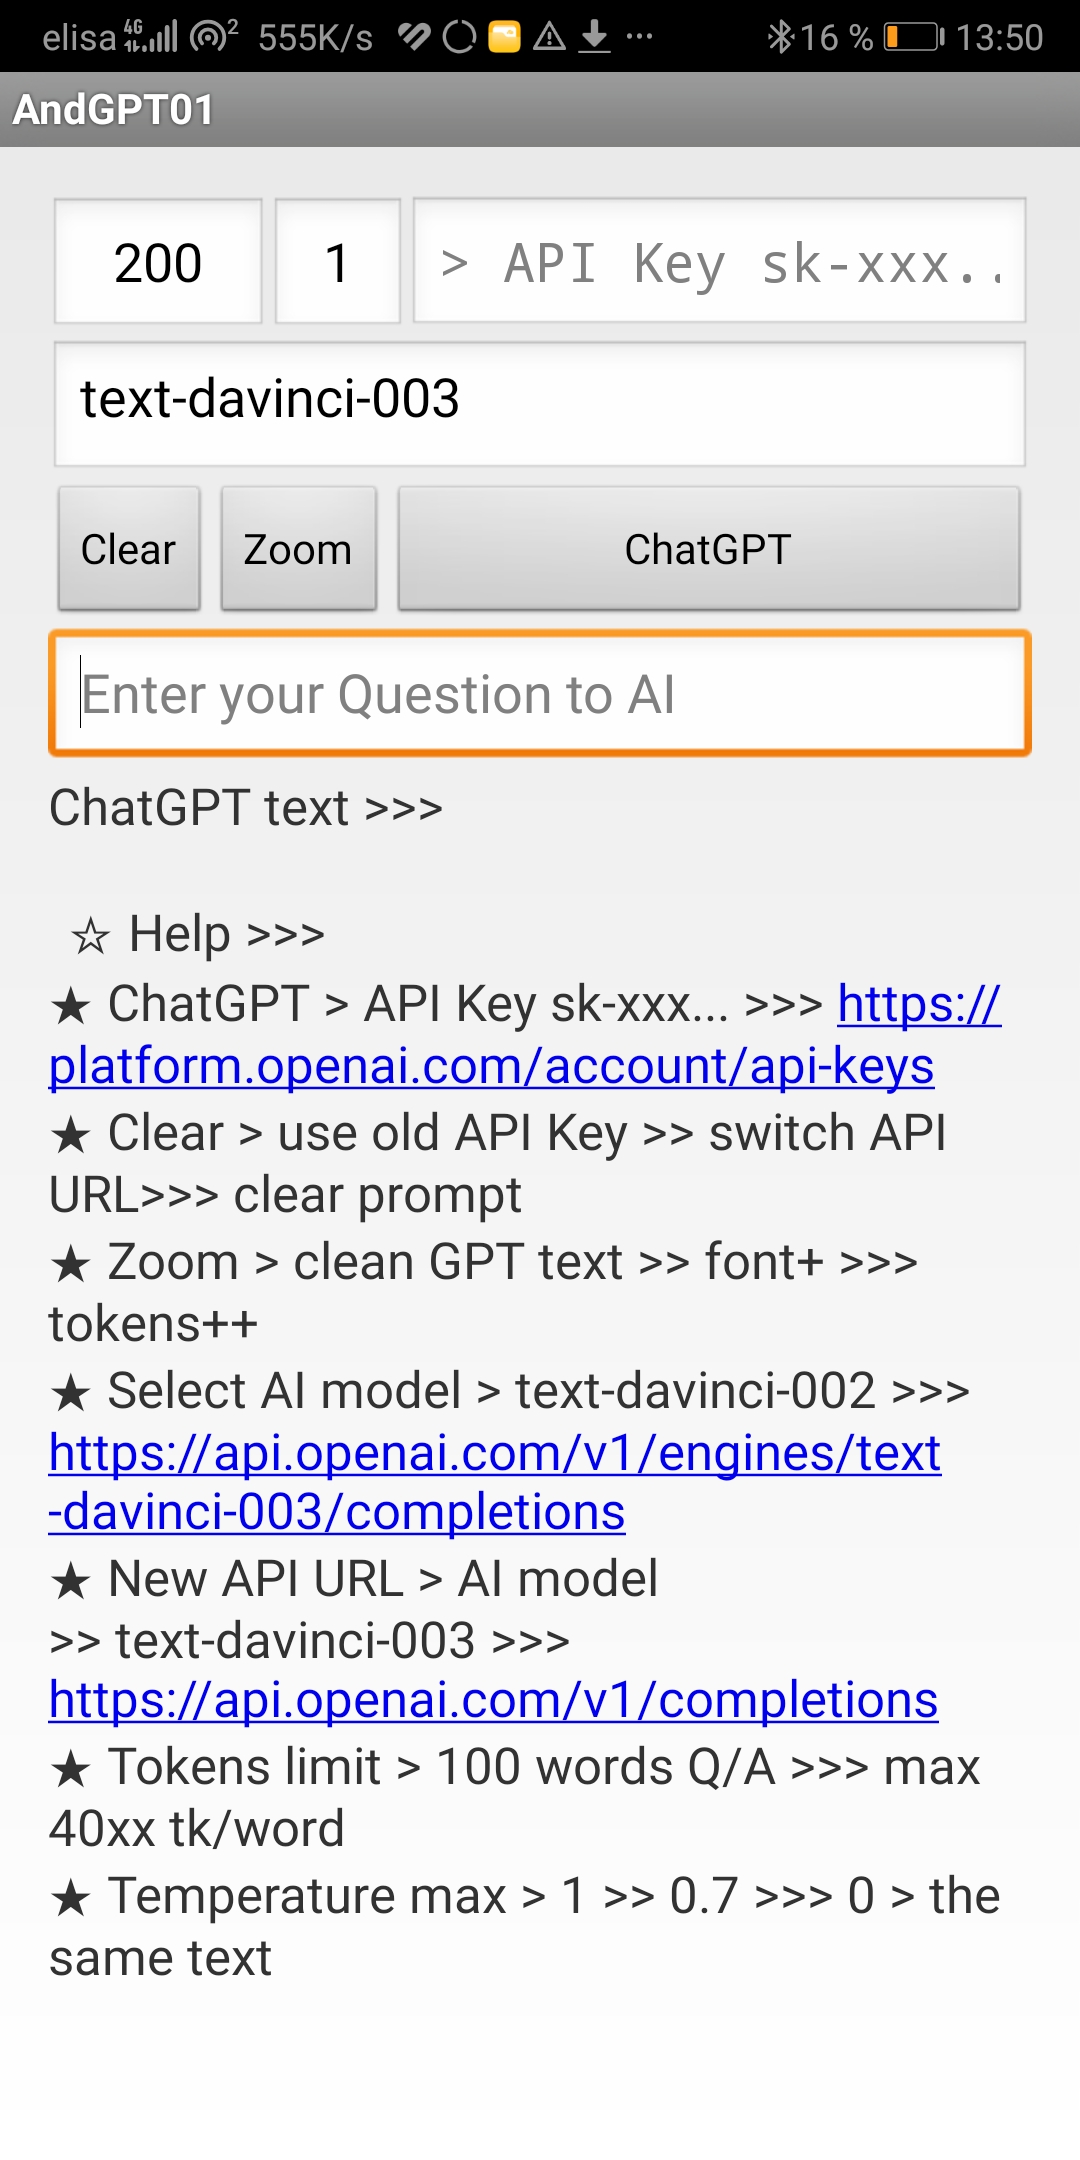 elisa 4G 2 555K/s ··· 16 % 13:50
AndGPT01
200 1 > API Key sk-xxx..
text-davinci-003
Clear Zoom ChatGPT
Enter your Question to AI
ChatGPT text >>>
☆ Help >>>
★ ChatGPT > API Key sk-xxx... >>> https://
platform.openai.com/account/api-keys
★ Clear > use old API Key >> switch API
URL>>> clear prompt
★ Zoom > clean GPT text >> font+ >>>
tokens++
★ Select AI model > text-davinci-002 >>>
https://api.openai.com/v1/engines/text
-davinci-003/completions
★ New API URL > AI model
>> text-davinci-003 >>>
https://api.openai.com/v1/completions
★ Tokens limit > 100 words Q/A >>> max
40xx tk/word
★ Temperature max > 1 >> 0.7 >>> 0 > the
same text